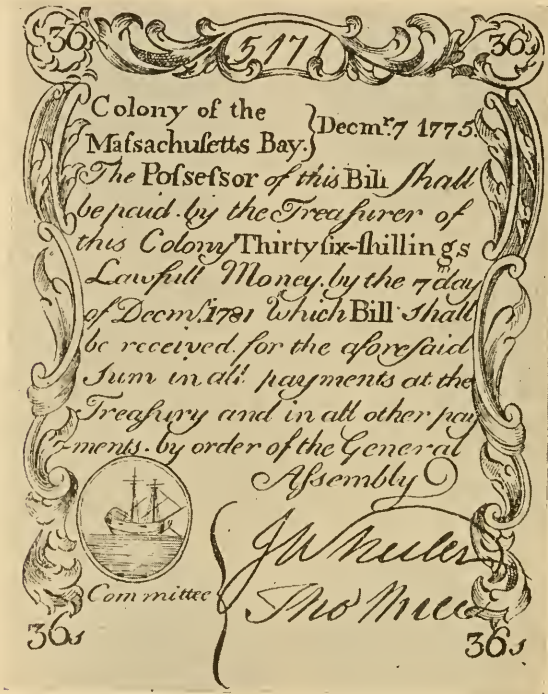 36s 5171 36s
Colony of the
Maſsachuſetts Bay. } Decmr. 7 1775.
The Poſseſsor of this Bill ſhall
be paid. by the Treaſurer of
this Colony Thirty ſix-ſhillings
Lawfull Money. by the 7 day
of Decmr. 1781 Which Bill ſhall
be received. for the aforeſaid
Sum in all payments at the
Treaſury and in all other pay
-ments. by order of the General
Aſsembly
Committee
36s 36s